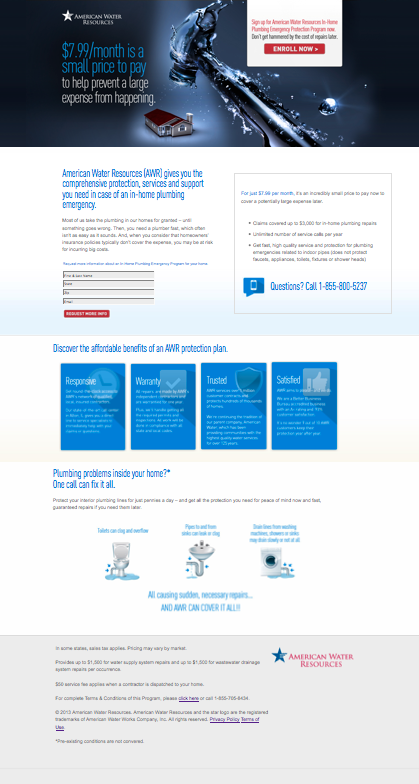 AMERICAN WATER
RESOURCES
$7.99/month is a
small price to pay
to help prevent a large
expense from happening.
Sign up for American Water Resources In-Home
Plumbing Emergency Protection Program now.
Don't get hammered by the cost of repairs later.
ENROLL NOW >
American Water Resources (AWR) gives you the
comprehensive protection, services and support
you need in case of an in-home plumbing
emergency.
Most of us take the plumbing in our homes for granted – until
something goes wrong. Then, you need a plumber fast, which often
isn't as easy as it sounds. And, when you consider that homeowners'
insurance policies typically don't cover the expense, you may be at risk
for incurring big costs.
Request more information about an In-Home Plumbing Emergency Program for your home.
First & Last Name
State
Zip
Email
REQUEST MORE INFO
For just $7.99 per month, it's an incredibly small price to pay now to
cover a potentially large expense later.
• Claims covered up to $3,000 for in-home plumbing repairs
• Unlimited number of service calls per year
• Get fast, high quality service and protection for plumbing
emergencies related to indoor pipes (does not protect
faucets, appliances, toilets, fixtures or shower heads)
Questions? Call 1-855-800-5237
Discover the affordable benefits of an AWR protection plan.
Responsive
Warranty
Trusted
Satisfied
Plumbing problems inside your home?*
One call can fix it all.
Protect your interior plumbing lines for just pennies a day – and get all the protection you need for peace of mind now and fast,
guaranteed repairs if you need them later.
Toilets can clog and overflow
Pipes to and from
sinks can leak or clog
Drain lines from washing
machines, showers or sinks
may drain slowly or not at all.
All causing sudden, necessary repairs...
AND AWR CAN COVER IT ALL!!!
In some states, sales tax applies. Pricing may vary by market.
Provides up to $1,500 for water supply system repairs and up to $1,500 for wastewater drainage
system repairs per occurrence.
$50 service fee applies when a contractor is dispatched to your home.
For complete Terms & Conditions of this Program, please click here or call 1-855-706-8434.
© 2013 American Water Resources. American Water Resources and the star logo are the registered
trademarks of American Water Works Company, Inc. All rights reserved. Privacy Policy Terms of
Use.
*Pre-existing conditions are not covered.
AMERICAN WATER
RESOURCES